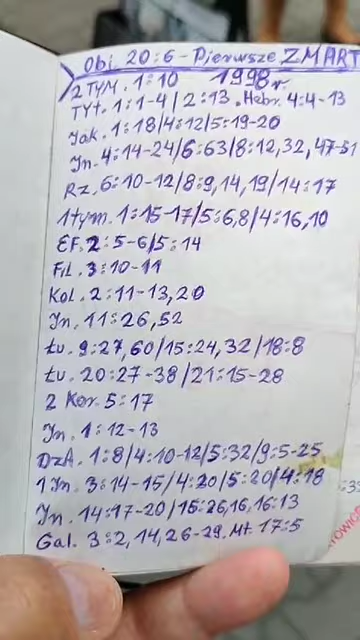 Obj. 20:6 - Pierwsze ZMART
2 TYM. 1:10 1998r.
TYT. 1:1-4/2:13. Hebr. 4:4-13
Jak. 1:18/4:12/5:19-20
Jn. 4:14-24/6:63/8:12,32,47-51
Rz. 6:10-12/8:9,14,19/14:17
1tym. 1:15-17/5:6,8/4:16,10
EF. 2:5-6/5:14
Fil. 3:10-11
Kol. 2:11-13,20
Jn. 11:26,52
Łu. 9:27,60/15:24,32/18:8
Łu. 20:27-38/21:15-28
2 Kor. 5:17
Jn. 1:12-13
DzA. 1:8/4:10-12/5:32/9:5-25
1 Jn. 3:14-15/4:20/5:20/4:18
Jn. 14:17-20/15:26,16,16:13
Gal. 3:2,14,26-29. Mt. 17:5